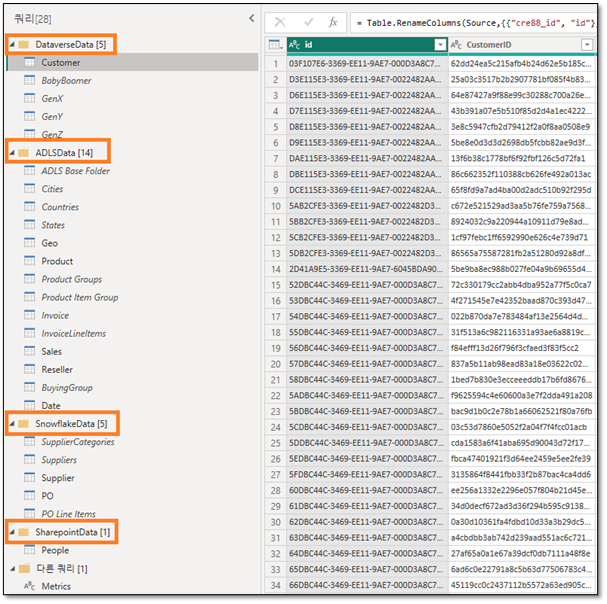 쿼리[28]
DataverseData [5]
Customer
BabyBoomer
GenX
GenY
GenZ
ADLSData [14]
ADLS Base Folder
Cities
Countries
States
Geo
Product
Product Groups
Product Item Group
Invoice
InvoiceLineItems
Sales
Reseller
BuyingGroup
Date
SnowflakeData [5]
SupplierCategories
Suppliers
Supplier
PO
PO Line Items
SharepointData [1]
People
다른 쿼리 [1]
Metrics
fx = Table.RenameColumns(Source,{{"cre88_id", "id"}
id CustomerID
1 03F107E6-3369-EE11-9AE7-000D3A8C7... 62dd24ea5c215afb4b24d62e5b185c...
2 D3E115E3-3369-EE11-9AE7-0022482AA... 25a03c3517b2b2907781bf085f4b83...
3 D6E115E3-3369-EE11-9AE7-0022482AA... 64e87427a9f88e99c30288c700a26e...
4 D7E115E3-3369-EE11-9AE7-0022482AA... 43b391a07e5b510f85d2d4a1ec4222...
5 D8E115E3-3369-EE11-9AE7-0022482AA... 3e8c5947cfb2d79412f2a0f8aa0508e9
6 D9E115E3-3369-EE11-9AE7-0022482AA... 5be8e0d3d3d2698db5fcbb82ae9d3f...
7 DAE115E3-3369-EE11-9AE7-0022482AA... 13f6b38c1778bf6f92fbf126c5d72fa1
8 DBE115E3-3369-EE11-9AE7-0022482AA... 86c662352f110388cb626fe492a013ac
9 DCE115E3-3369-EE11-9AE7-0022482AA... 65f8fd9a7ad4ba00d2adc510b92f295d
10 5AB2CFE3-3369-EE11-9AE7-0022482D3... c672e521529ad3aa5b76fe759a7568...
11 5BB2CFE3-3369-EE11-9AE7-0022482D3... 8924032c9a220944a10911d79e8ad...
12 5CB2CFE3-3369-EE11-9AE7-0022482D3... 1cf97febc1ff6592990e626c4e739d71
13 5DB2CFE3-3369-EE11-9AE7-0022482D3... 86565a75587281fb2a51280d92a8df...
14 2D41A9E5-3369-EE11-9AE7-6045BDA90... 5be9ba8ec988b027fe04a9b69655d4...
15 52DBC44C-3469-EE11-9AE7-000D3A8C7... 72c330179cc2abb4dba952a77f5c0ca7
16 53DBC44C-3469-EE11-9AE7-000D3A8C7... 4f271545e7e42352baad870c393d47...
17 54DBC44C-3469-EE11-9AE7-000D3A8C7... 022b870da7e783484af13e2564d4d...
18 55DBC44C-3469-EE11-9AE7-000D3A8C7... 31f513a6c982116331a93ae6a8819c...
19 56DBC44C-3469-EE11-9AE7-000D3A8C7... f84efff13d26f796f3cfaed3f83f5cc2
20 57DBC44C-3469-EE11-9AE7-000D3A8C7... 837a5b11ab98ead83a18e03622c02...
21 58DBC44C-3469-EE11-9AE7-000D3A8C7... 1bed7b830e3ecceeeddb17b6fd8676...
22 59DBC44C-3469-EE11-9AE7-000D3A8C7... f9625594c4e40600d3e7f2dda491a208
23 5BDBC44C-3469-EE11-9AE7-000D3A8C7... bac9d1b0c2e78b1a66062521f80a76fb
24 5CDBC44C-3469-EE11-9AE7-000D3A8C7... 03c53d7860e5052f2a04f7f4fcc01acb
25 5DDBC44C-3469-EE11-9AE7-000D3A8C7... cda1583a6f41aba695d90043d72f17...
26 5EDBC44C-3469-EE11-9AE7-000D3A8C7... fbca47401921f3d64ee2459e5ee2fe39
27 5FDBC44C-3469-EE11-9AE7-000D3A8C7... 3135864f8441fbb33f2b87bac4ca4dd6
28 60DBC44C-3469-EE11-9AE7-000D3A8C7... ee256a1332e2296e057f804b21d45e...
29 61DBC44C-3469-EE11-9AE7-000D3A8C7... 34d0decf672ad3d36f294b595c9138...
30 62DBC44C-3469-EE11-9AE7-000D3A8C7... 0a30d10361fa4fdbd10d33a3b29dc5...
31 63DBC44C-3469-EE11-9AE7-000D3A8C7... a4cbdbb3ab742d239aad551ac6c721...
32 64DBC44C-3469-EE11-9AE7-000D3A8C7... 27af65a0a1e67a39dcf0db7111a48f8e
33 65DBC44C-3469-EE11-9AE7-000D3A8C7... 6ad6c0e22791a8c5b63d77506783c4...
34 66DBC44C-3469-EE11-9AE7-000D3A8C7... 45119cc0c2437112b5572a63ed905c...